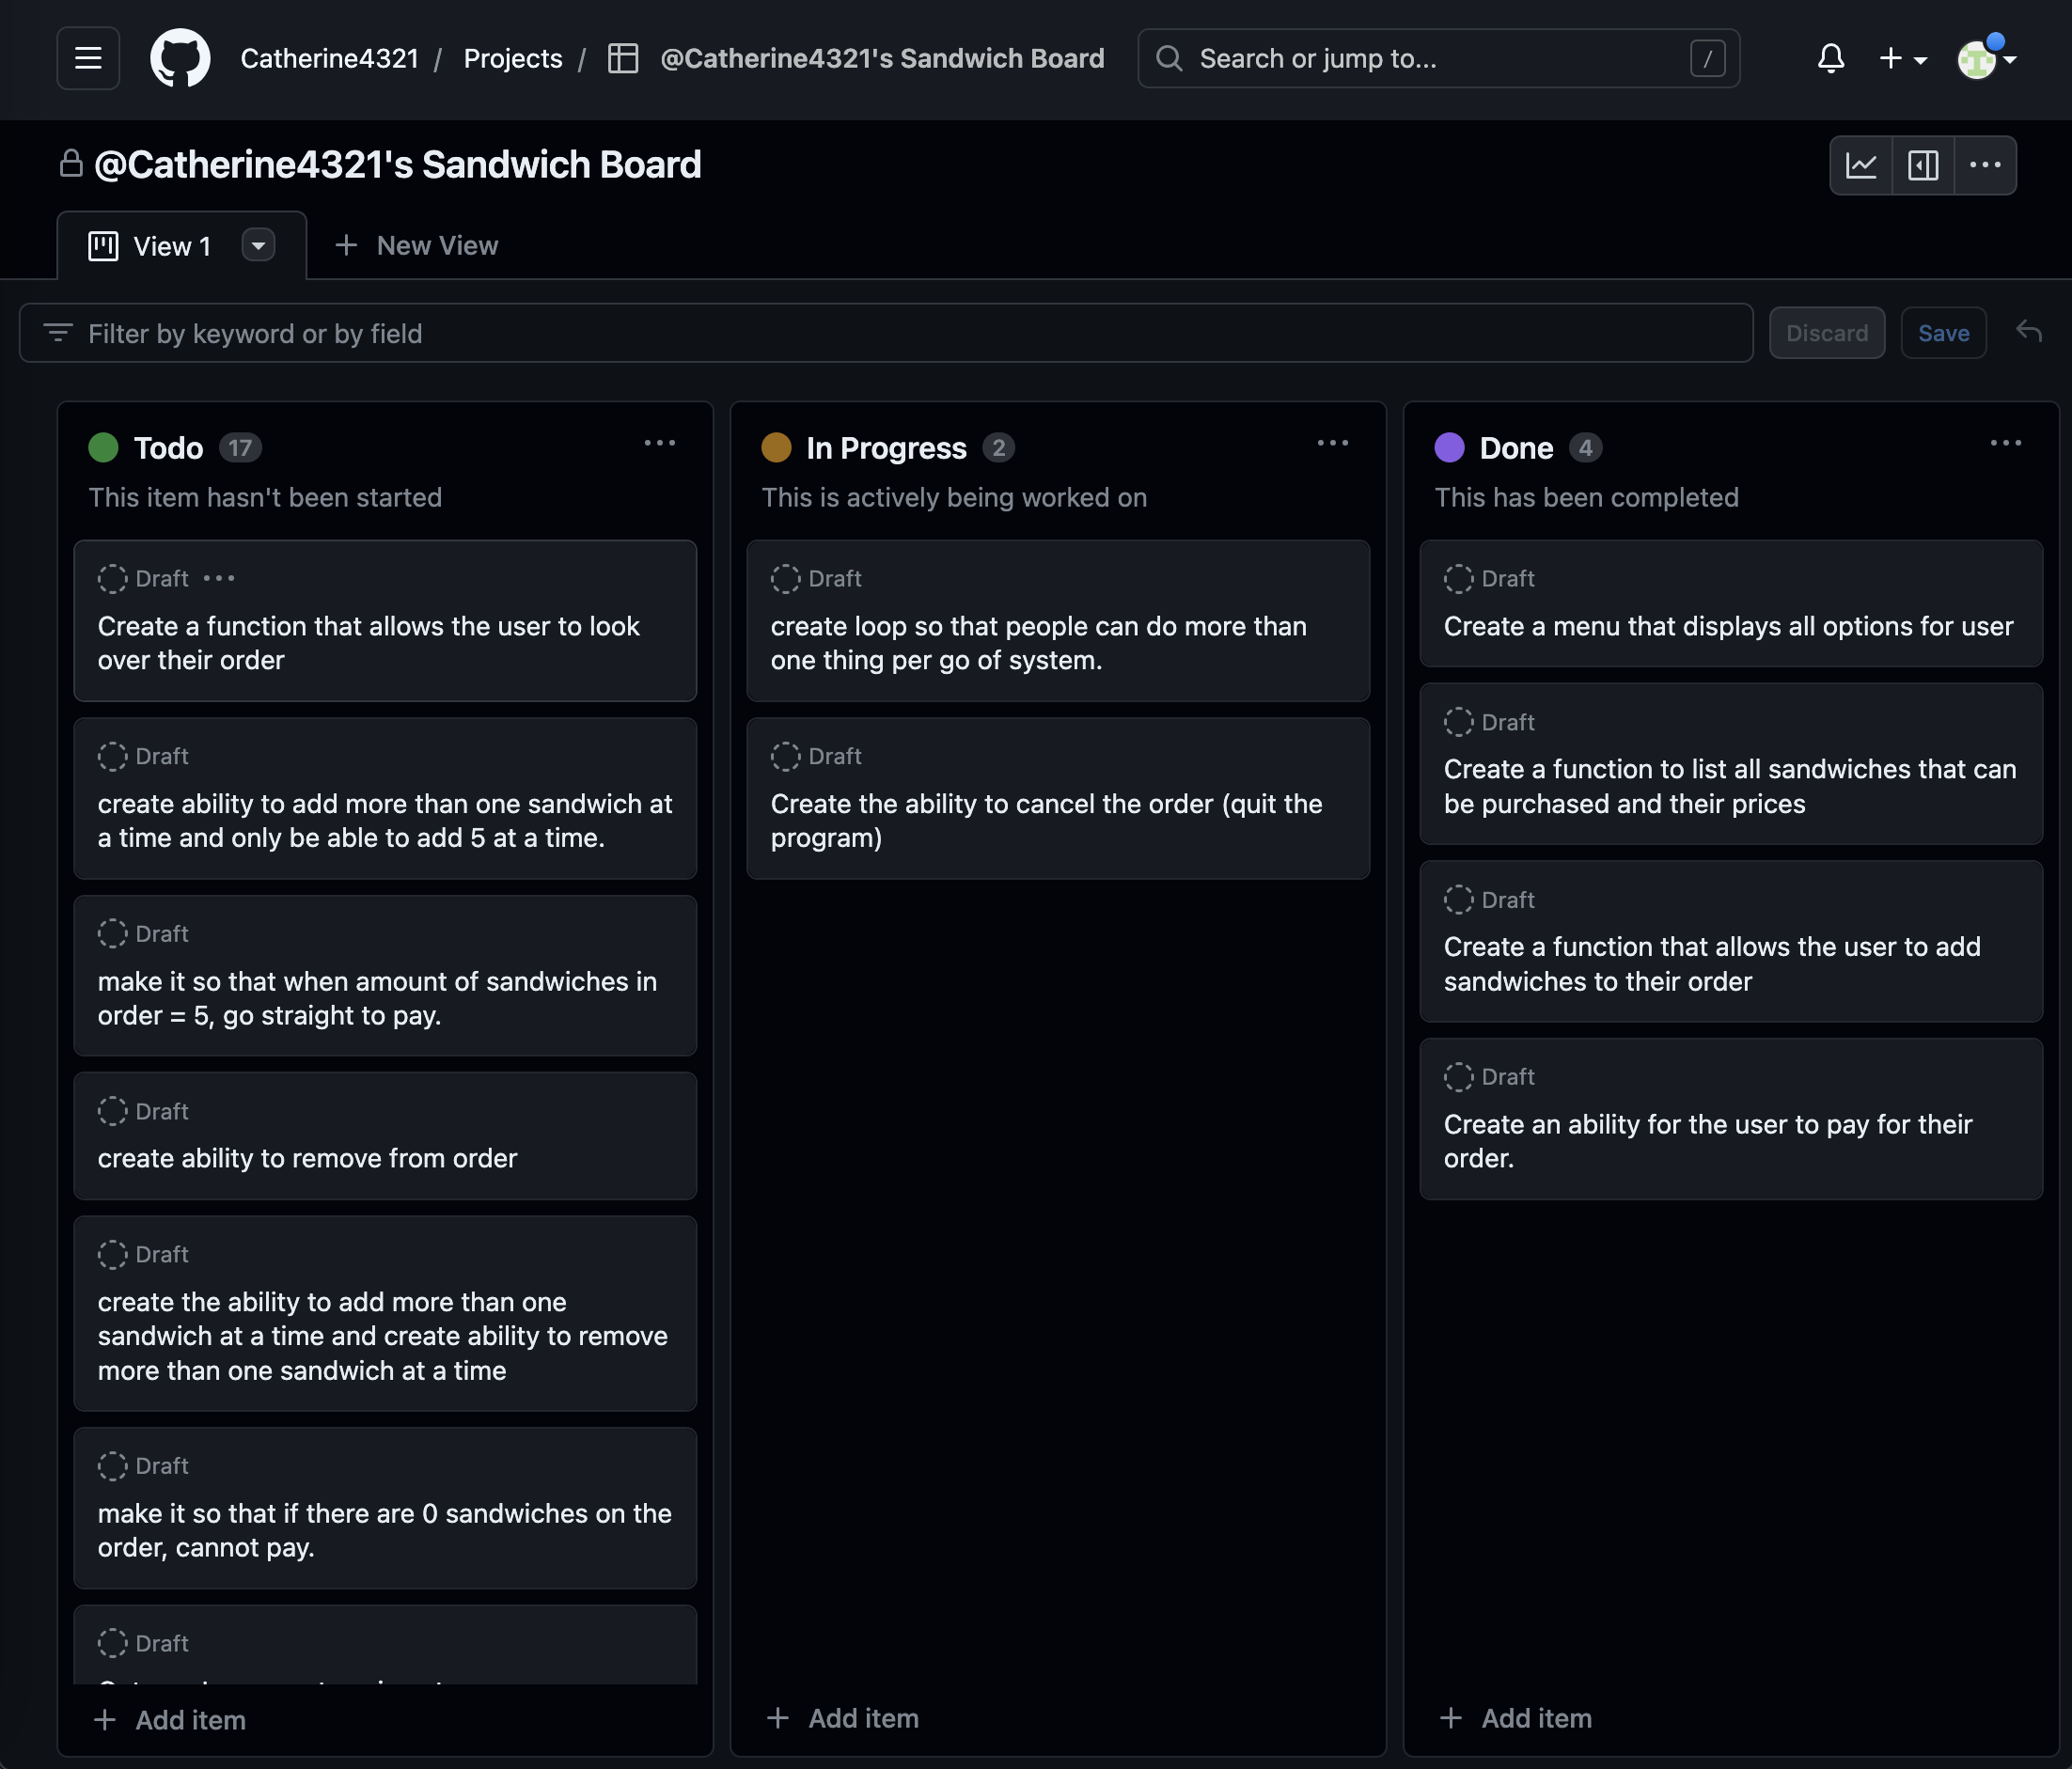 Catherine4321 / Projects / @Catherine4321's Sandwich Board
Search or jump to... /
@Catherine4321's Sandwich Board
View 1
New View
Filter by keyword or by field
Discard
Save
Todo 17
This item hasn't been started
Draft
Create a function that allows the user to look
over their order
Draft
create ability to add more than one sandwich at
a time and only be able to add 5 at a time.
Draft
make it so that when amount of sandwiches in
order = 5, go straight to pay.
Draft
create ability to remove from order
Draft
create the ability to add more than one
sandwich at a time and create ability to remove
more than one sandwich at a time
Draft
make it so that if there are 0 sandwiches on the
order, cannot pay.
Draft
Add item
In Progress 2
This is actively being worked on
Draft
create loop so that people can do more than
one thing per go of system.
Draft
Create the ability to cancel the order (quit the
program)
Add item
Done 4
This has been completed
Draft
Create a menu that displays all options for user
Draft
Create a function to list all sandwiches that can
be purchased and their prices
Draft
Create a function that allows the user to add
sandwiches to their order
Draft
Create an ability for the user to pay for their
order.
Add item